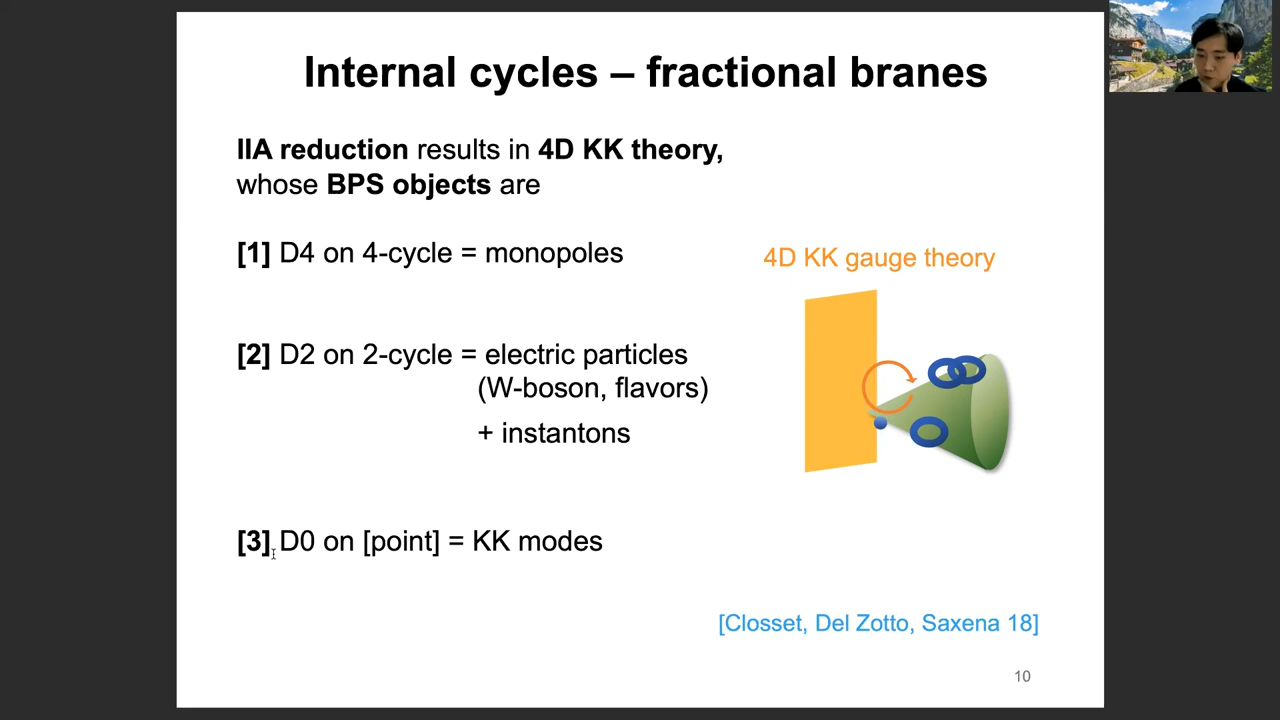 Internal cycles – fractional branes
IIA reduction results in 4D KK theory,
whose BPS objects are
[1] D4 on 4-cycle = monopoles
4D KK gauge theory
[2] D2 on 2-cycle = electric particles
(W-boson, flavors)
+ instantons
[3] D0 on [point] = KK modes
[Closset, Del Zotto, Saxena 18]
10